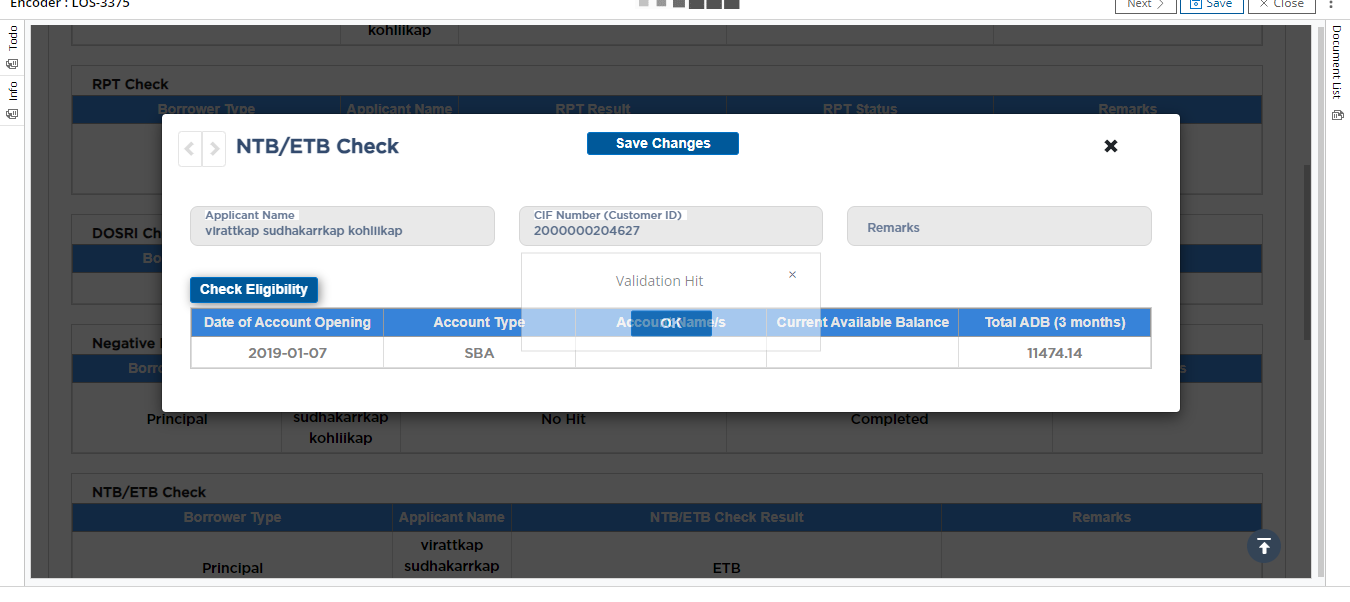 Encoder : LOS-3375
Next
Save
Close
Todo
Info
Document List
kohliikap
RPT Check
Borrower Type Applicant Name RPT Result RPT Status Remarks
NTB/ETB Check
Save Changes
Applicant Name
virattkap sudhakarrkap kohliikap
CIF Number (Customer ID)
2000000204627
Remarks
DOSRI Ch
Bo
Validation Hit
OK
Check Eligibility
Date of Account Opening Account Type Account Name/s Current Available Balance Total ADB (3 months)
2019-01-07 SBA 11474.14
Negative
Borro
s
Principal
sudhakarrkap
kohliikap
No Hit
Completed
NTB/ETB Check
Borrower Type Applicant Name NTB/ETB Check Result Remarks
Principal
virattkap
sudhakarrkap
ETB